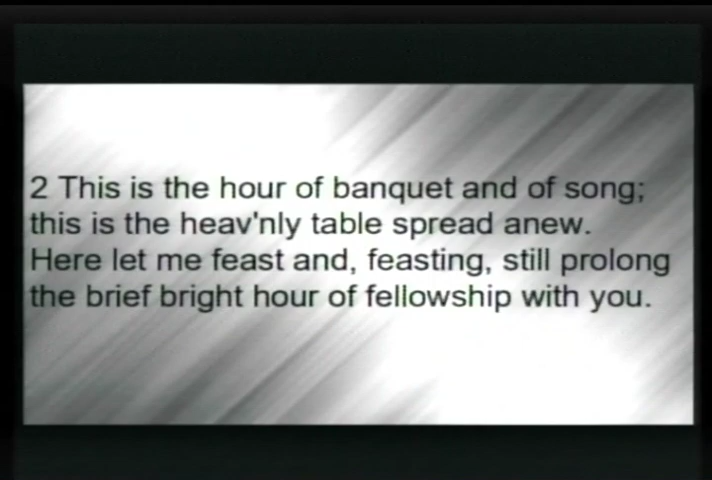 2 This is the hour of banquet and of song;
this is the heav'nly table spread anew.
Here let me feast and, feasting, still prolong
the brief bright hour of fellowship with you.